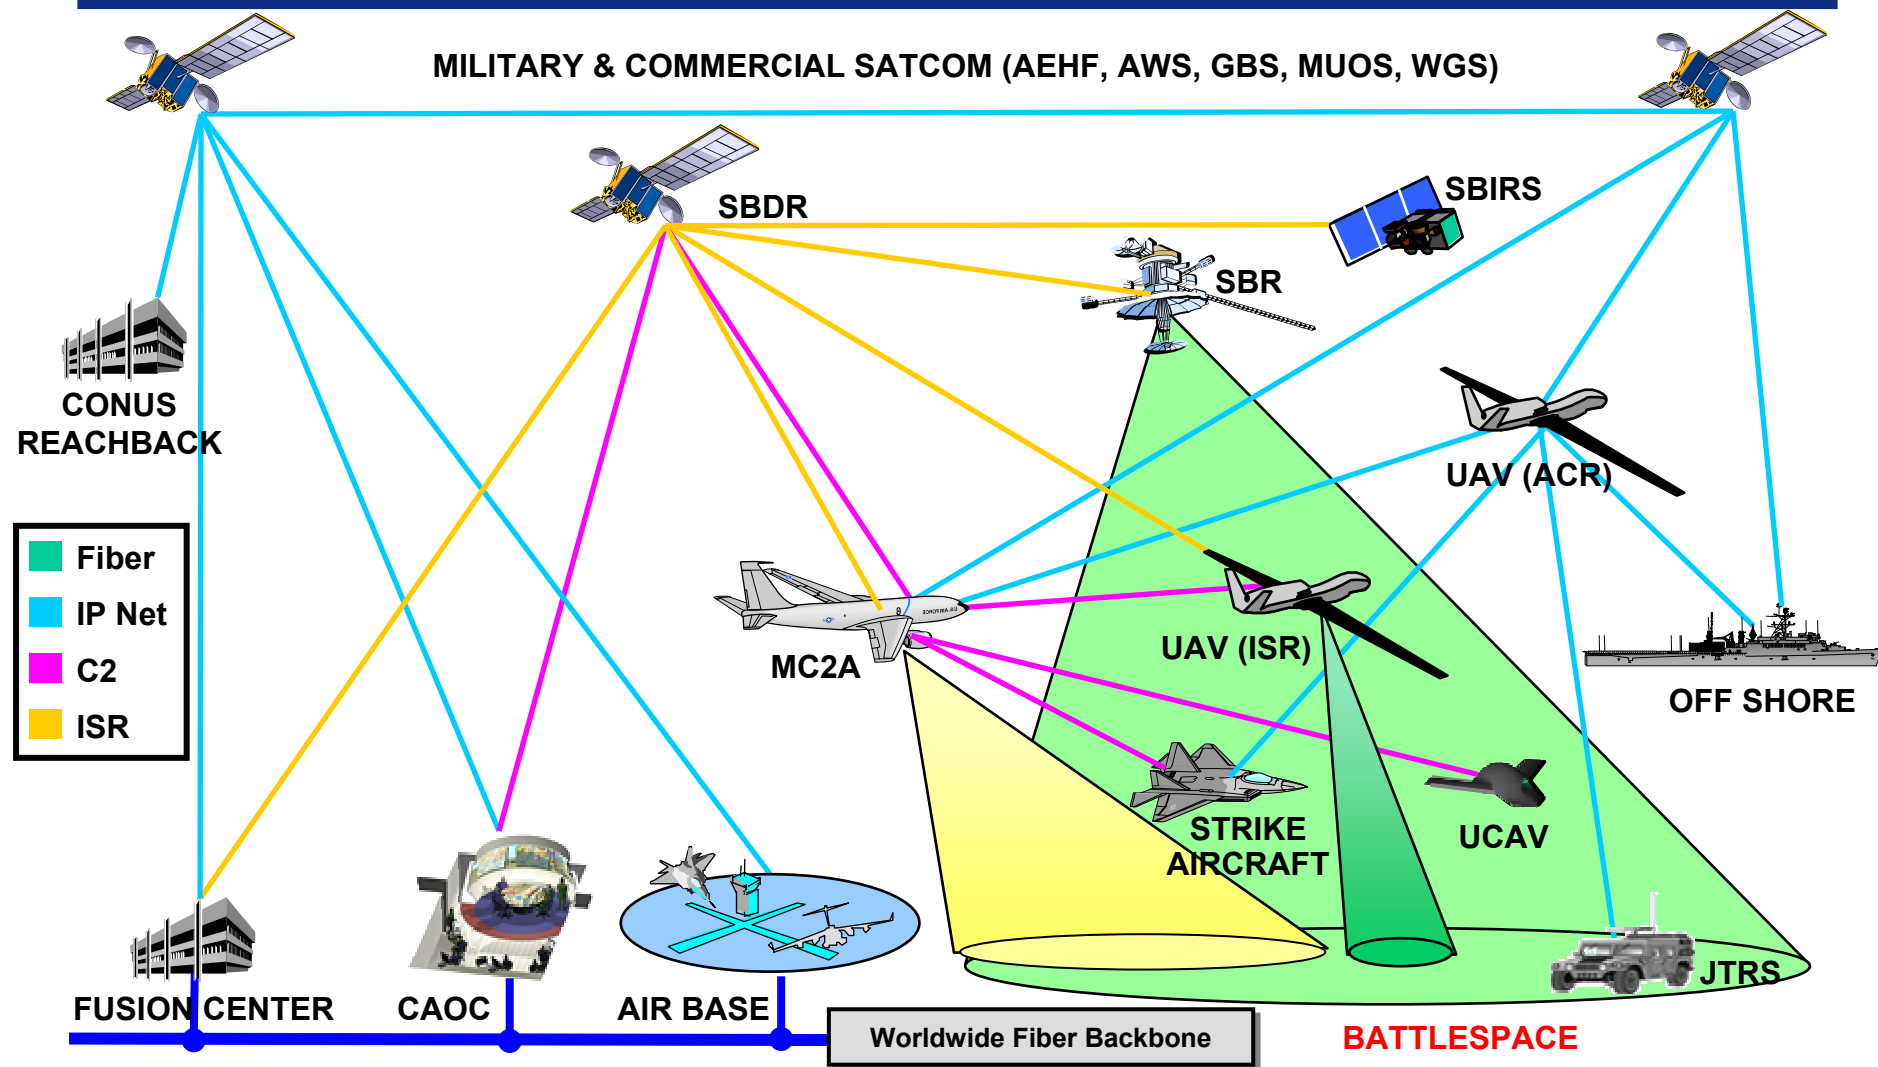 MILITARY & COMMERCIAL SATCOM (AEHF, AWS, GBS, MUOS, WGS)
SBDR
SBIRS
SBR
CONUS
REACHBACK
UAV (ACR)
Fiber
IP Net
C2
ISR
U.S. AIR FORCE
MC2A
UAV (ISR)
OFF SHORE
STRIKE
AIRCRAFT
UCAV
JTRS
FUSION CENTER
CAOC
AIR BASE
Worldwide Fiber Backbone
BATTLESPACE